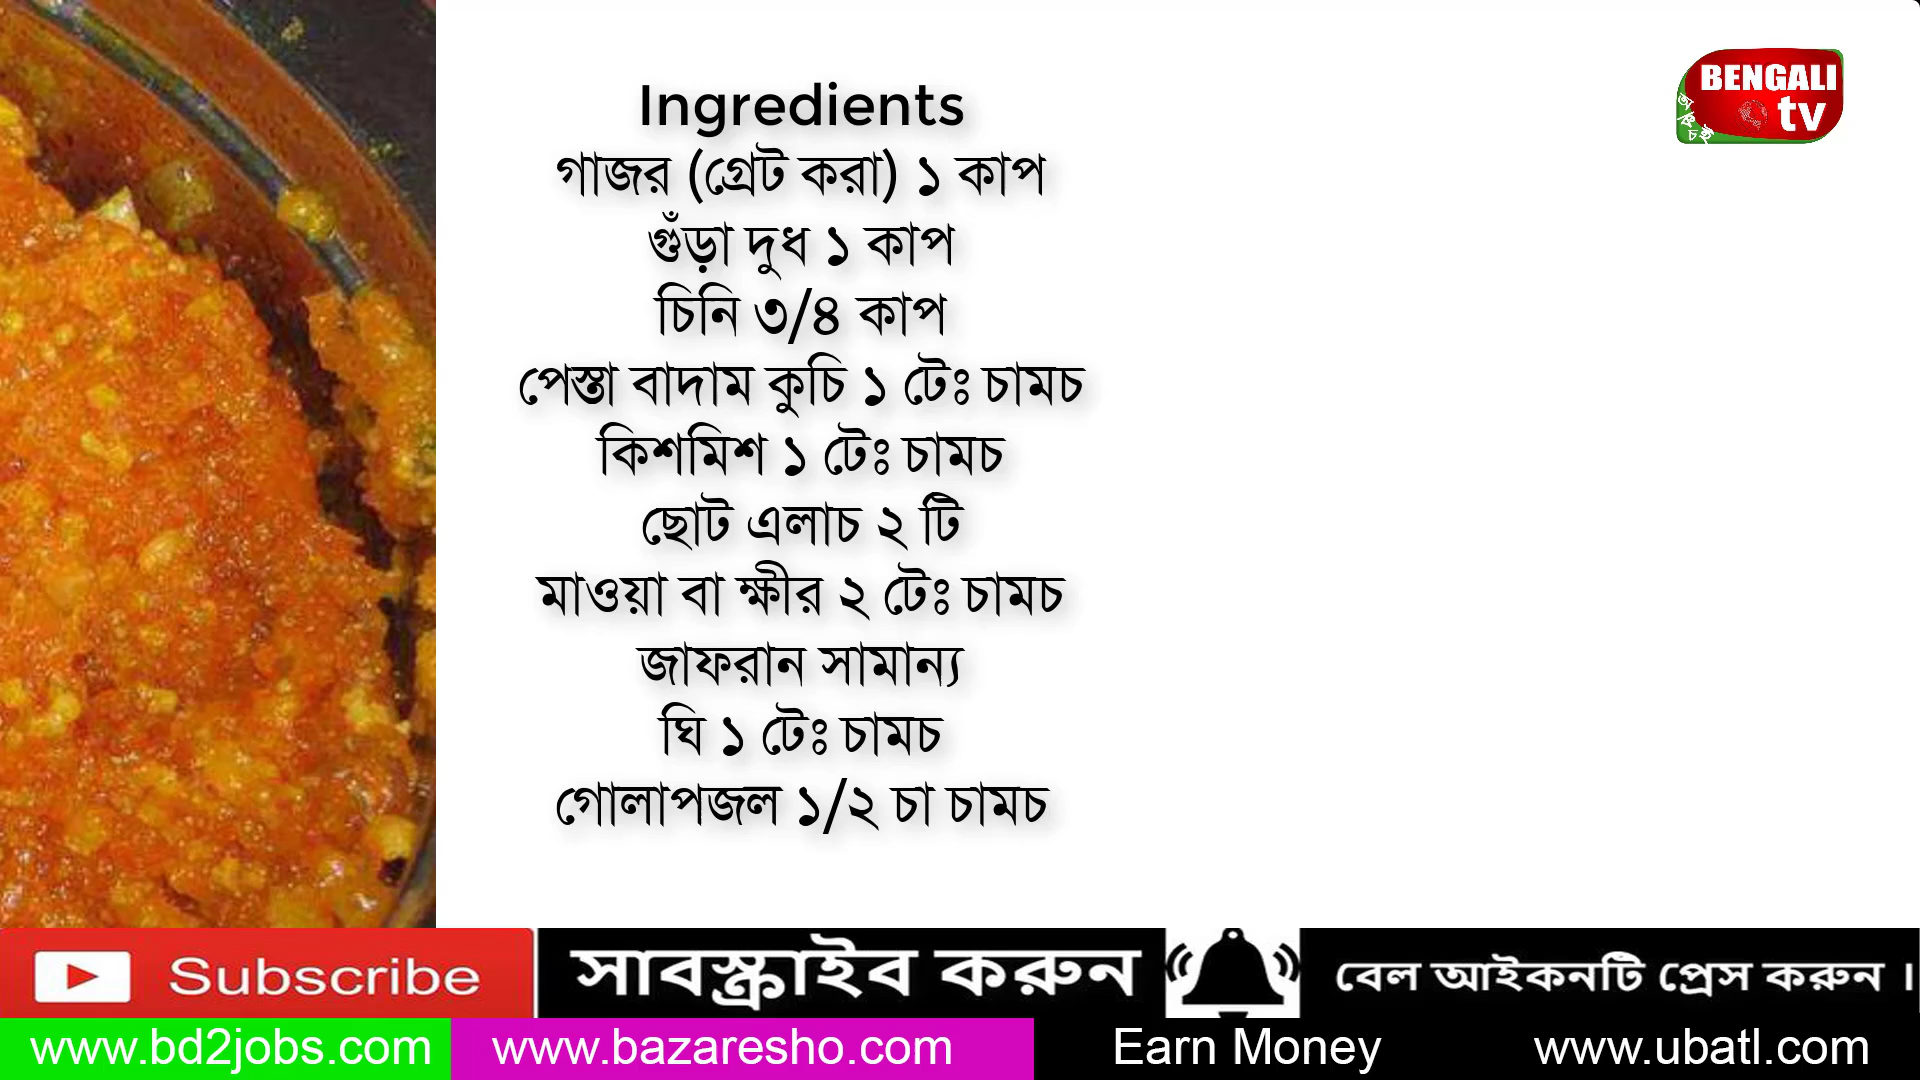 Ingredients
গাজর (গ্রেট করা) ১ কাপ
গুঁড়া দুধ ১ কাপ
চিনি ৩/৪ কাপ
পেস্তা বাদাম কুচি ১ টেঃ চামচ
কিশমিশ ১ টেঃ চামচ
ছোট এলাচ ২ টি
মাওয়া বা ক্ষীর ২ টেঃ চামচ
জাফরান সামান্য
ঘি ১ টেঃ চামচ
গোলাপজল ১/২ চা চামচ
BENGALI
tv
Subscribe
সাবস্ক্রাইব করুন
বেল আইকনটি প্রেস করুন ।
www.bd2jobs.com
www.bazaresho.com
Earn Money
www.ubatl.com